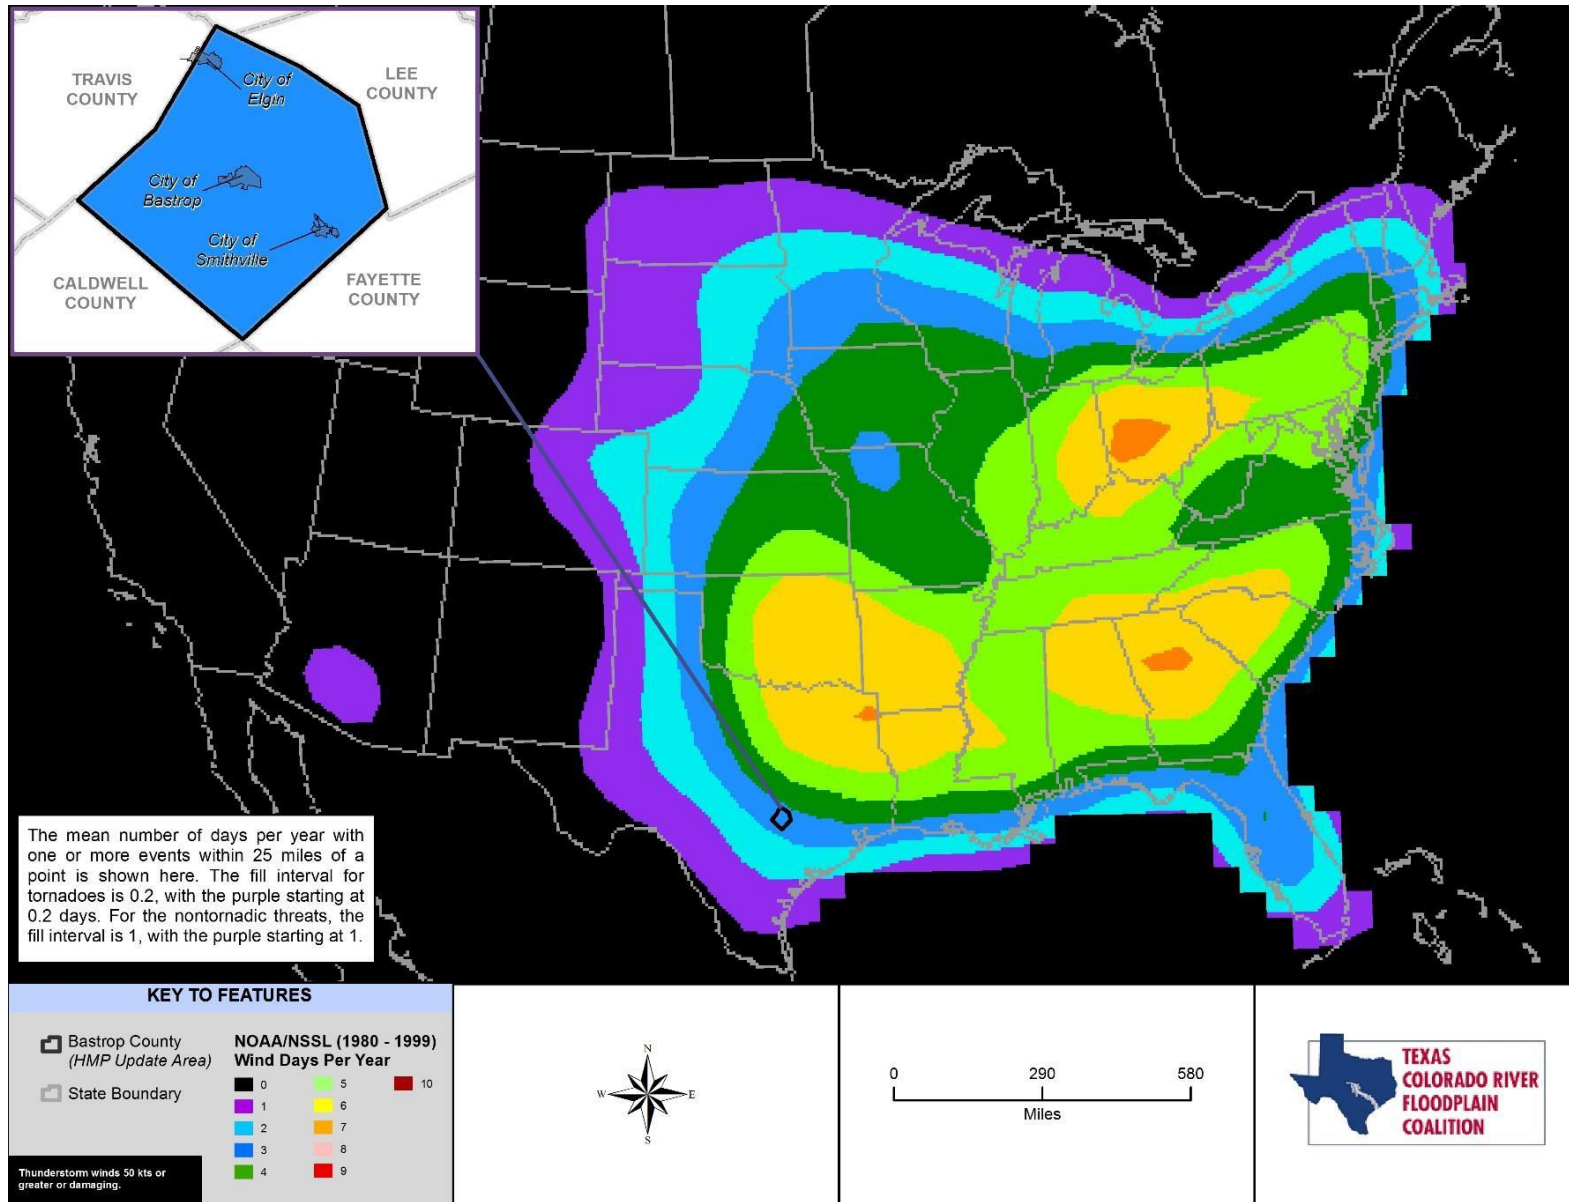 TRAVIS
COUNTY
LEE
COUNTY
City of
Elgin
City of
Bastrop
City of
Smithville
CALDWELL
COUNTY
FAYETTE
COUNTY
The mean number of days per year with
one or more events within 25 miles of a
point is shown here. The fill interval for
tornadoes is 0.2, with the purple starting at
0.2 days. For the nontornadic threats, the
fill interval is 1, with the purple starting at 1.
KEY TO FEATURES
Bastrop County
(HMP Update Area)
State Boundary
NOAA/NSSL (1980 - 1999)
Wind Days Per Year
0
1
2
3
4
5
6
7
8
9
10
Thunderstorm winds 50 kts or
greater or damaging.
N
W
E
S
0 290 580
Miles
TEXAS
COLORADO RIVER
FLOODPLAIN
COALITION